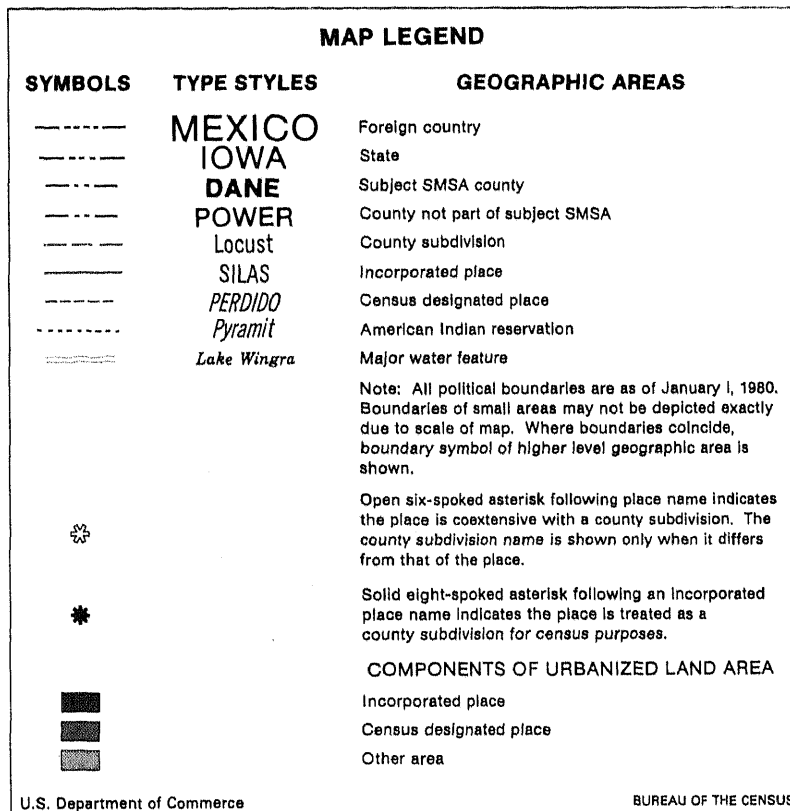 MAP LEGEND
SYMBOLS TYPE STYLES GEOGRAPHIC AREAS
MEXICO Foreign country
IOWA State
DANE Subject SMSA county
POWER County not part of subject SMSA
Locust County subdivision
SILAS Incorporated place
PERDIDO Census designated place
Pyramit American Indian reservation
Lake Wingra Major water feature
Note: All political boundaries are as of January I, 1980.
Boundaries of small areas may not be depicted exactly
due to scale of map. Where boundaries coincide,
boundary symbol of higher level geographic area is
shown.
Open six-spoked asterisk following place name indicates
the place is coextensive with a county subdivision. The
county subdivision name is shown only when it differs
from that of the place.
Solid eight-spoked asterisk following an incorporated
place name indicates the place is treated as a
county subdivision for census purposes.
COMPONENTS OF URBANIZED LAND AREA
Incorporated place
Census designated place
Other area
U.S. Department of Commerce BUREAU OF THE CENSUS